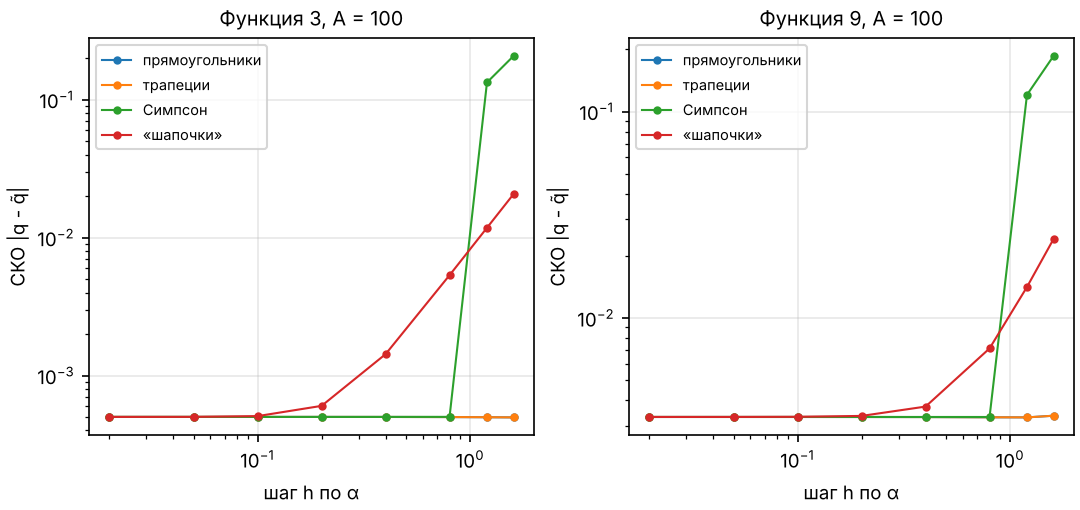 Функция 3, A = 100
прямоугольники
трапеции
Симпсон
«шапочки»
СКО |q - q̃|
10⁻¹
10⁻²
10⁻³
10⁻¹
10⁰
шаг h по α
Функция 9, A = 100
прямоугольники
трапеции
Симпсон
«шапочки»
СКО |q - q̃|
10⁻¹
10⁻²
10⁻¹
10⁰
шаг h по α